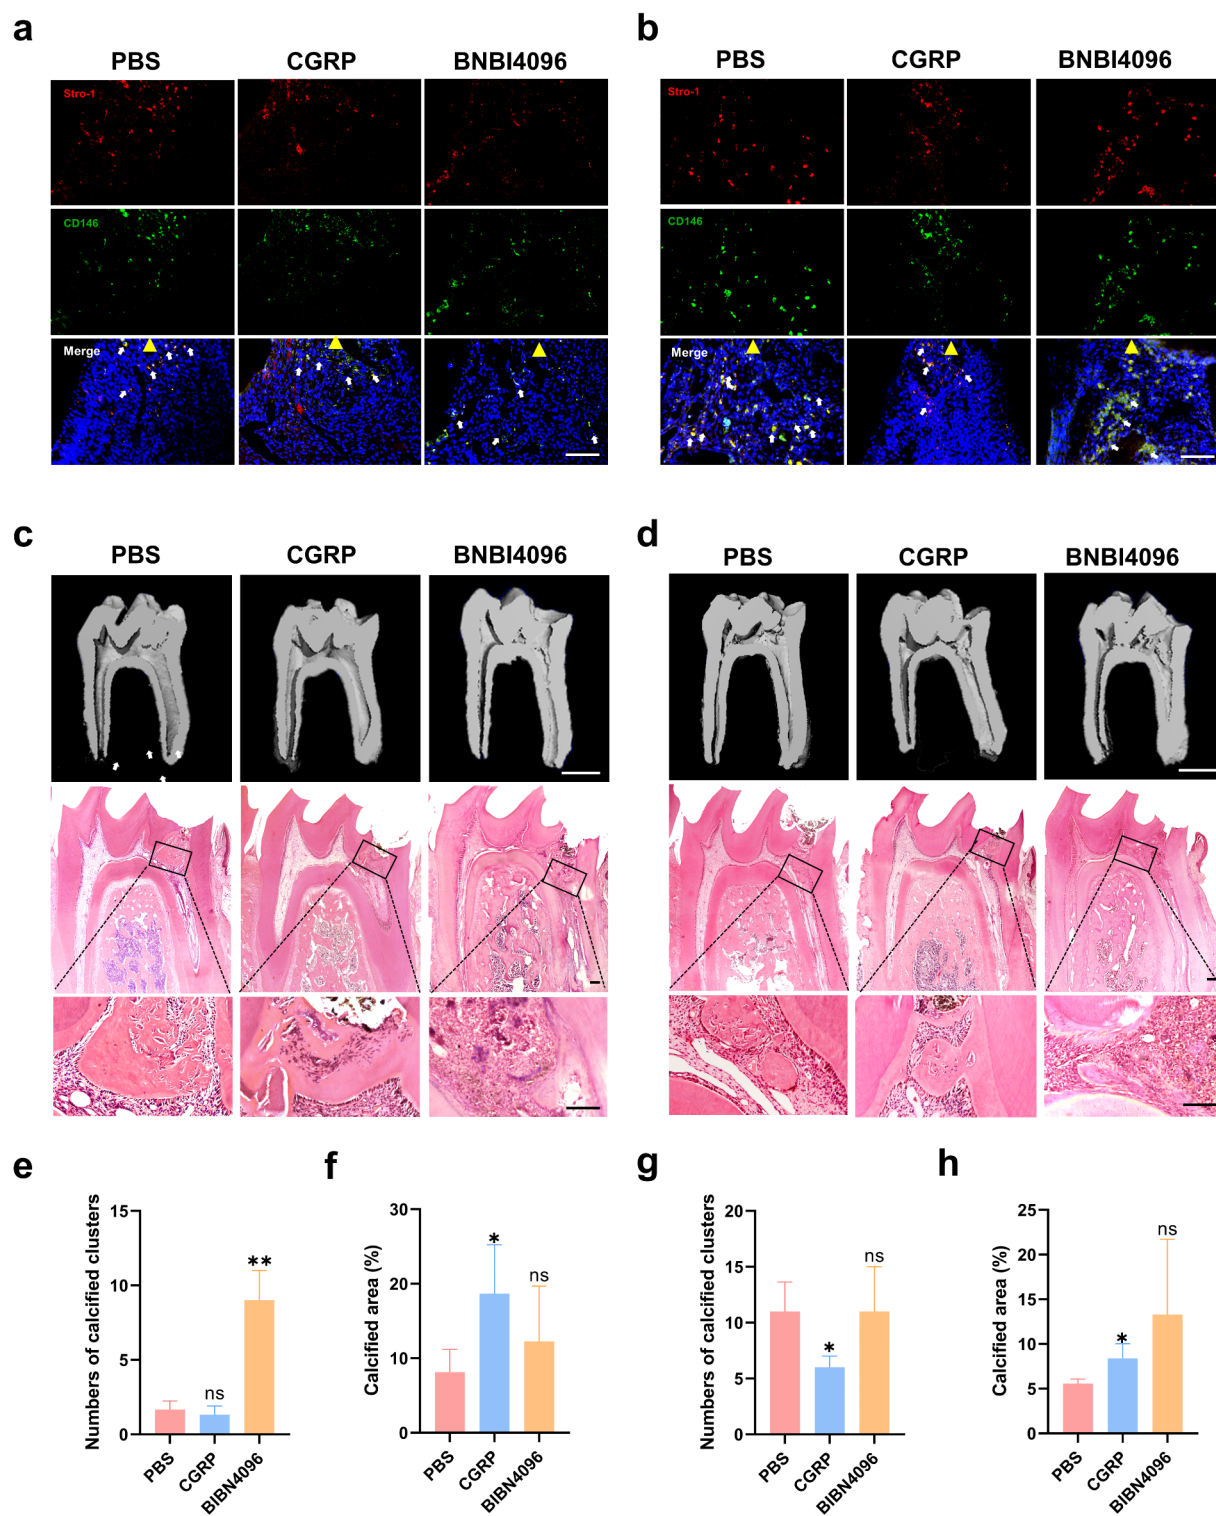 a
PBS
CGRP
BNBI4096
Stro-1
CD146
Merge
b
PBS
CGRP
BNBI4096
Stro-1
CD146
Merge
c
PBS
CGRP
BNBI4096
d
PBS
CGRP
BNBI4096
e
Numbers of calcified clusters
15
10
5
0
ns
**
PBS
CGRP
BIBN4096
f
Calcified area (%)
30
20
10
0
*
ns
PBS
CGRP
BIBN4096
g
Numbers of calcified clusters
20
15
10
5
0
*
ns
PBS
CGRP
BIBN4096
h
Calcified area (%)
25
20
15
10
5
0
*
ns
PBS
CGRP
BIBN4096